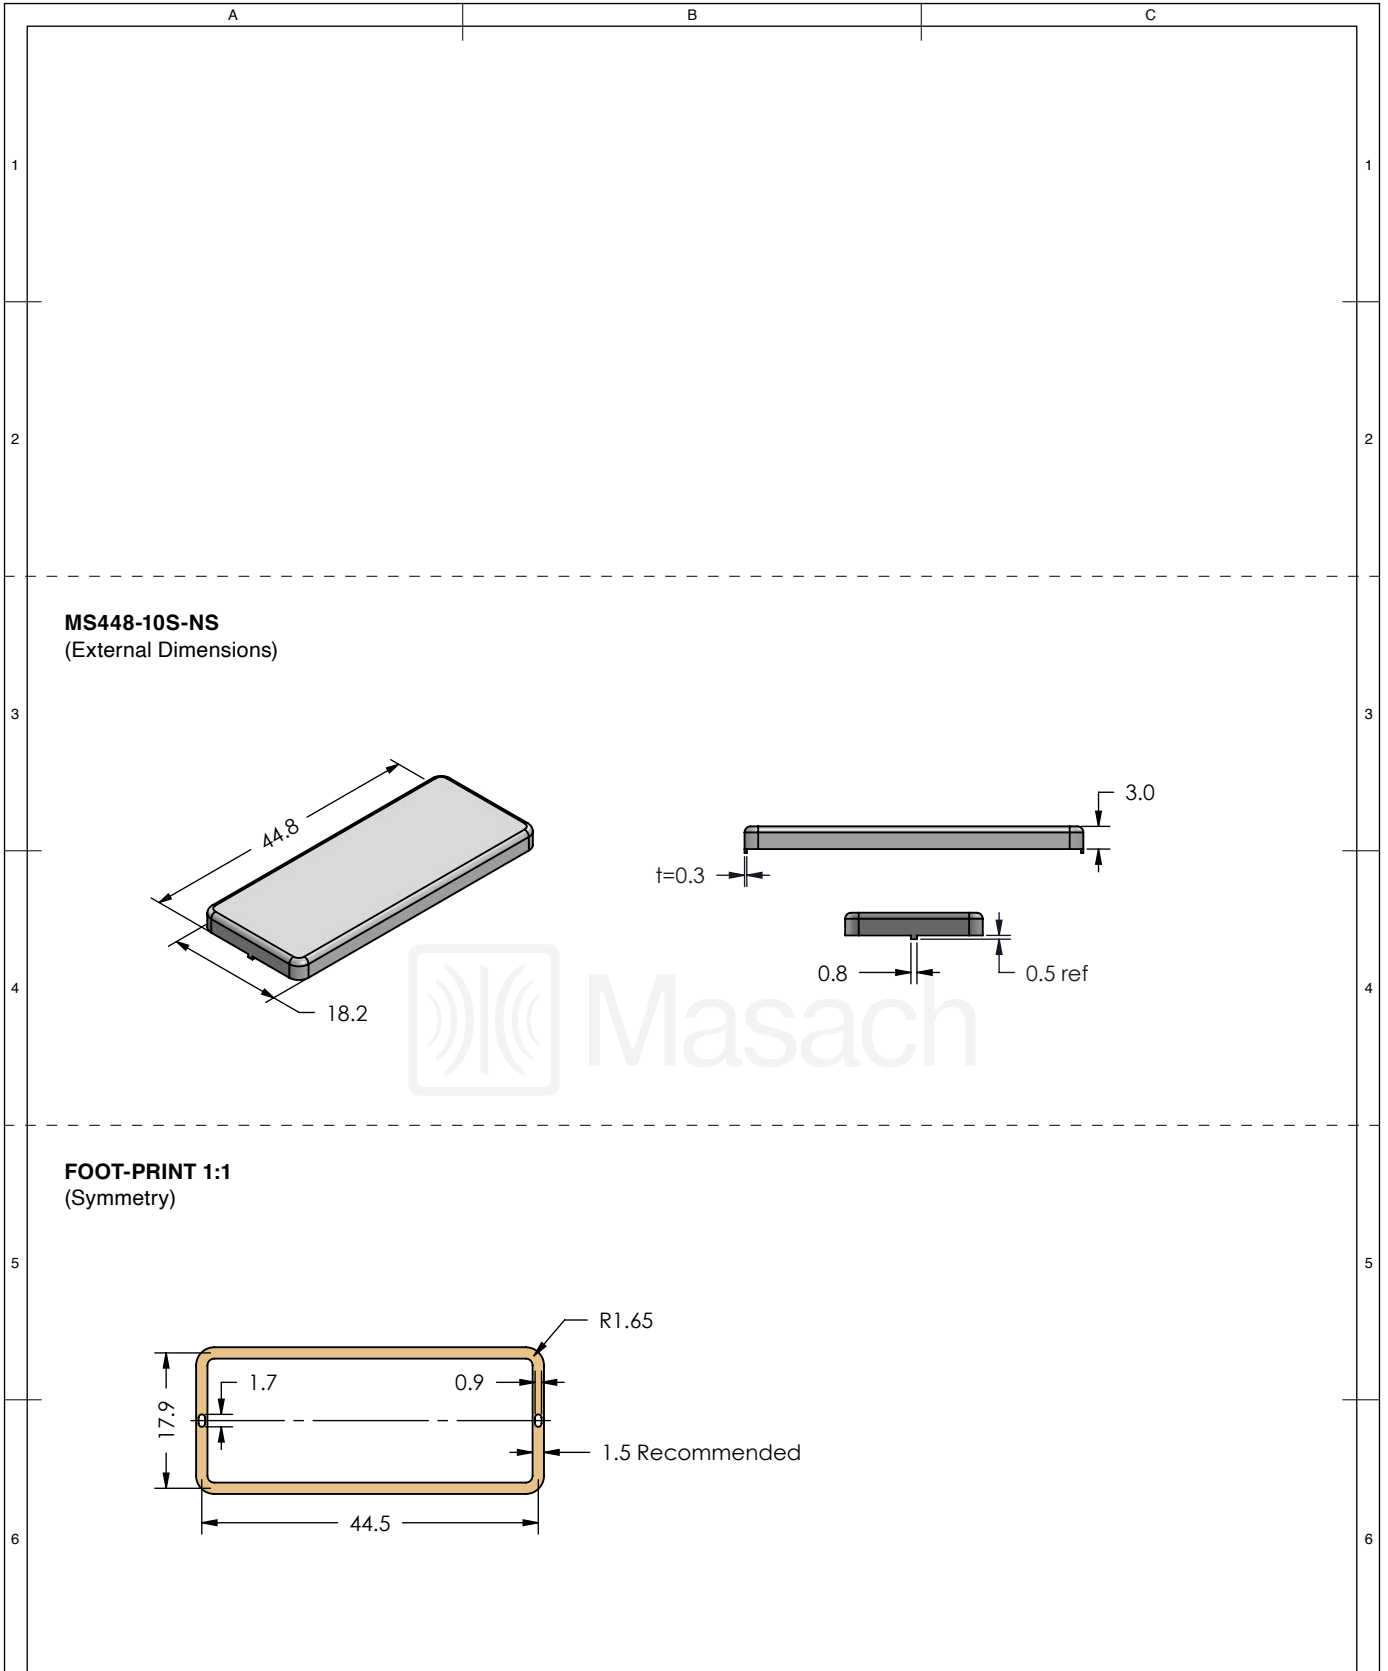 A B C
1 1
2 2
MS448-10S-NS
(External Dimensions)
3 3
44.8
18.2
3.0
t=0.3
0.8
0.5 ref
4 4
Masach
FOOT-PRINT 1:1
(Symmetry)
5 5
R1.65
1.7
0.9
17.9
1.5 Recommended
44.5
6 6